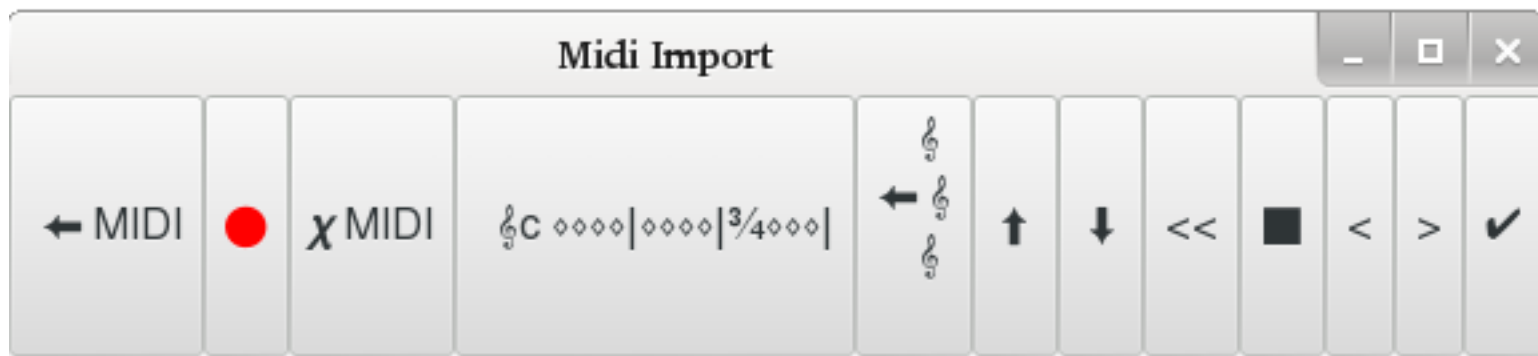 Midi Import
← MIDI
χ MIDI
𝄞c ⋄⋄⋄⋄|⋄⋄⋄⋄|¾⋄⋄⋄|
𝄞
← 𝄞
𝄞
<<
<
>